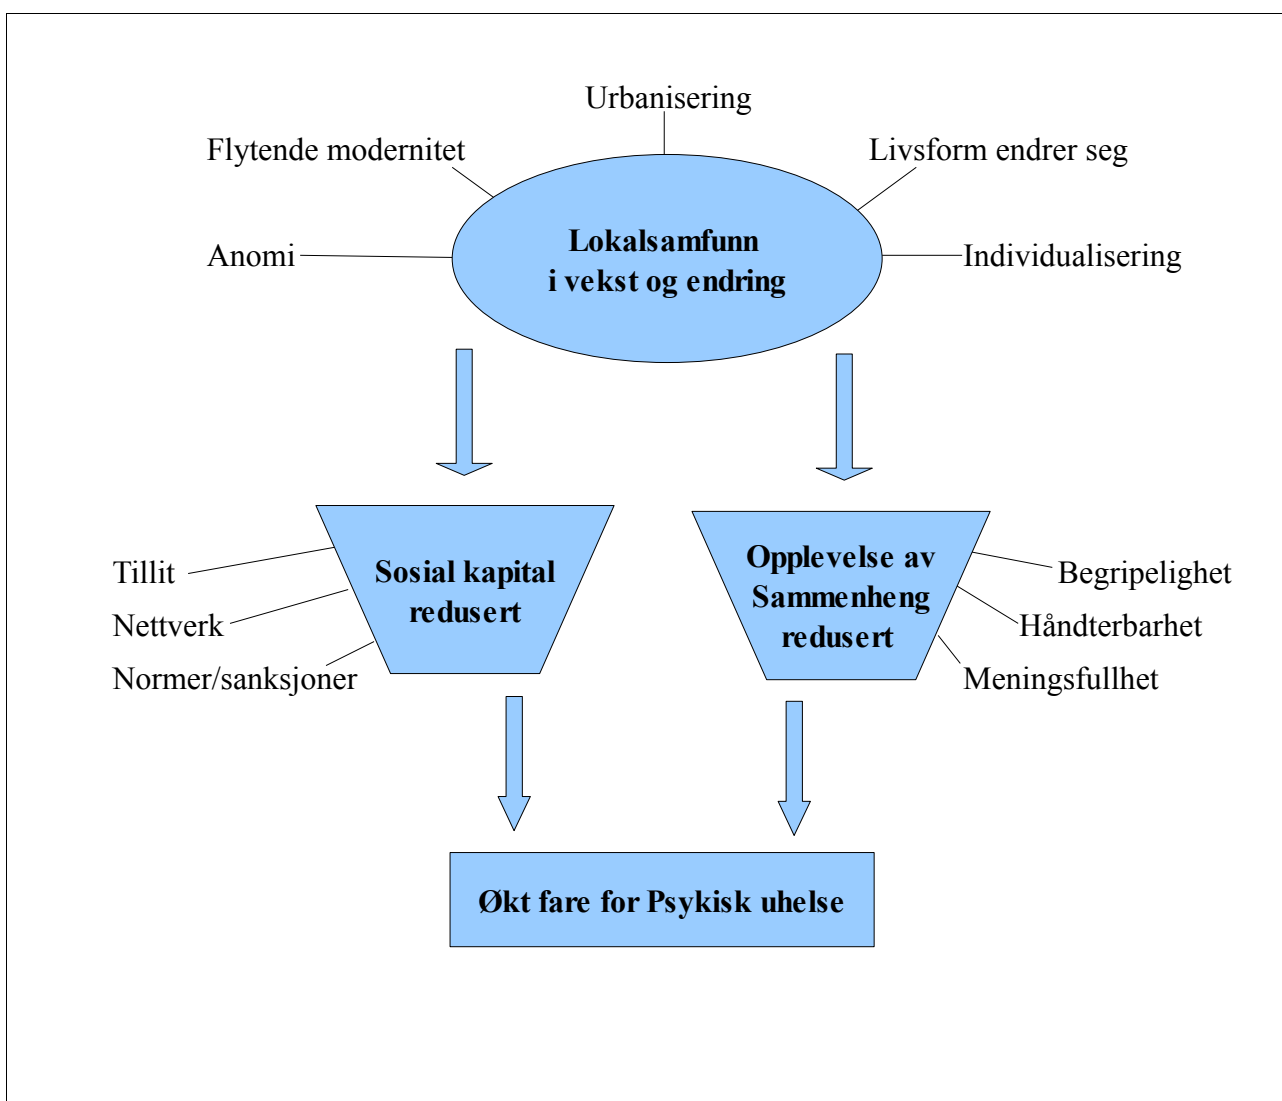 Urbanisering
Flytende modernitet
Livsform endrer seg
Anomi
Lokalsamfunn
i vekst og endring
Individualisering
Tillit
Nettverk
Normer/sanksjoner
Sosial kapital
redusert
Opplevelse av
Sammenheng
redusert
Begripelighet
Håndterbarhet
Meningsfullhet
Økt fare for Psykisk uhelse